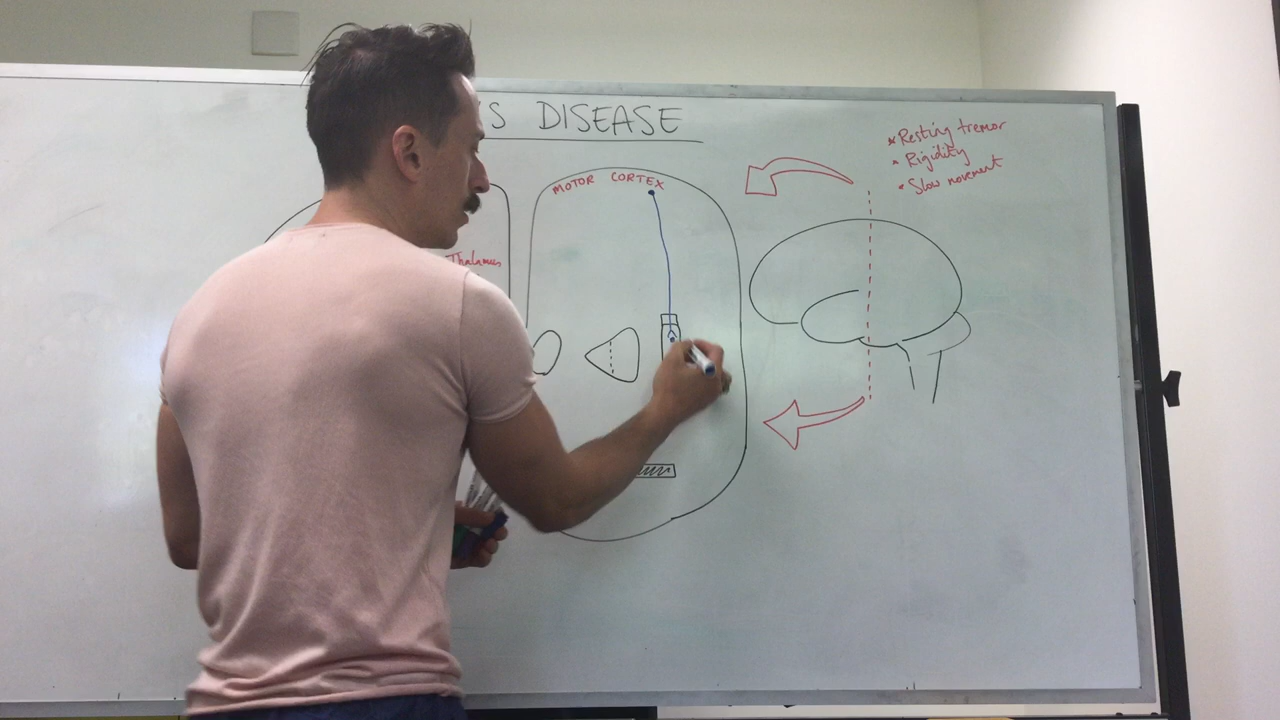 S DISEASE
* Resting tremor
• Rigidity
• Slow movement
MOTOR CORTEX
Thalamus